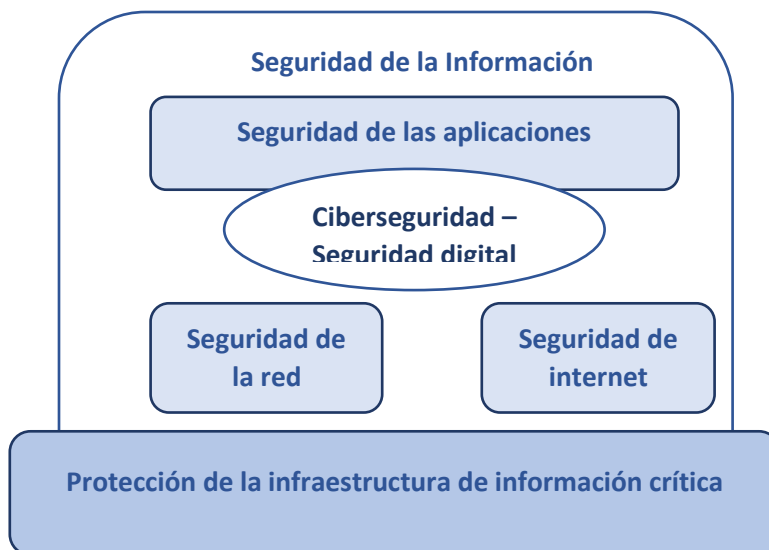 Seguridad de la Información
Seguridad de las aplicaciones
Ciberseguridad –
Seguridad digital
Seguridad de
la red
Seguridad de
internet
Protección de la infraestructura de información crítica